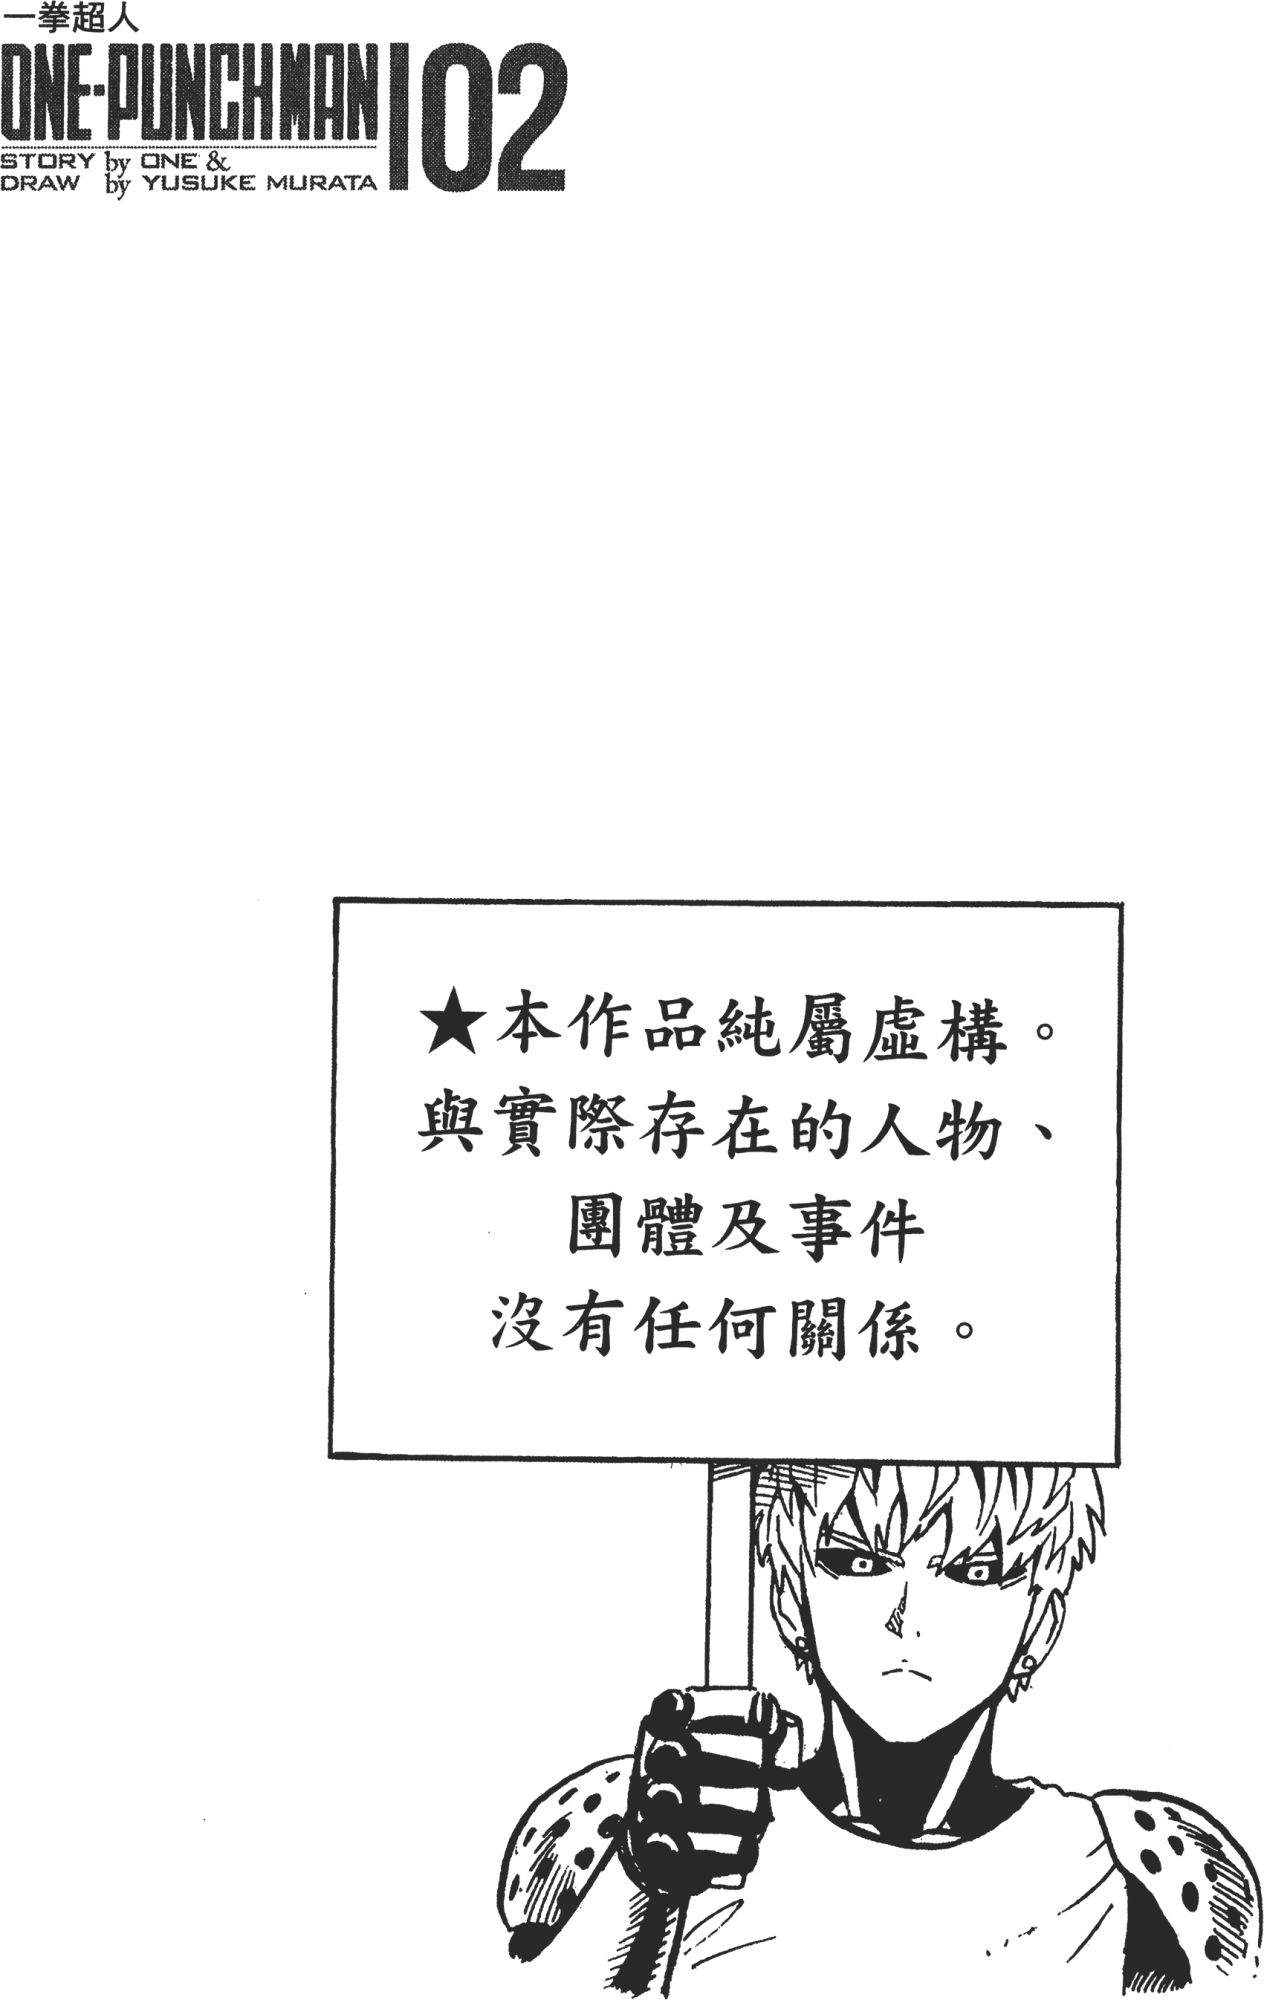 一拳超人
ONE-PUNCH MAN 02
STORY by ONE &
DRAW by YUSUKE MURATA
★本作品純屬虛構。
與實際存在的人物、
團體及事件
沒有任何關係。